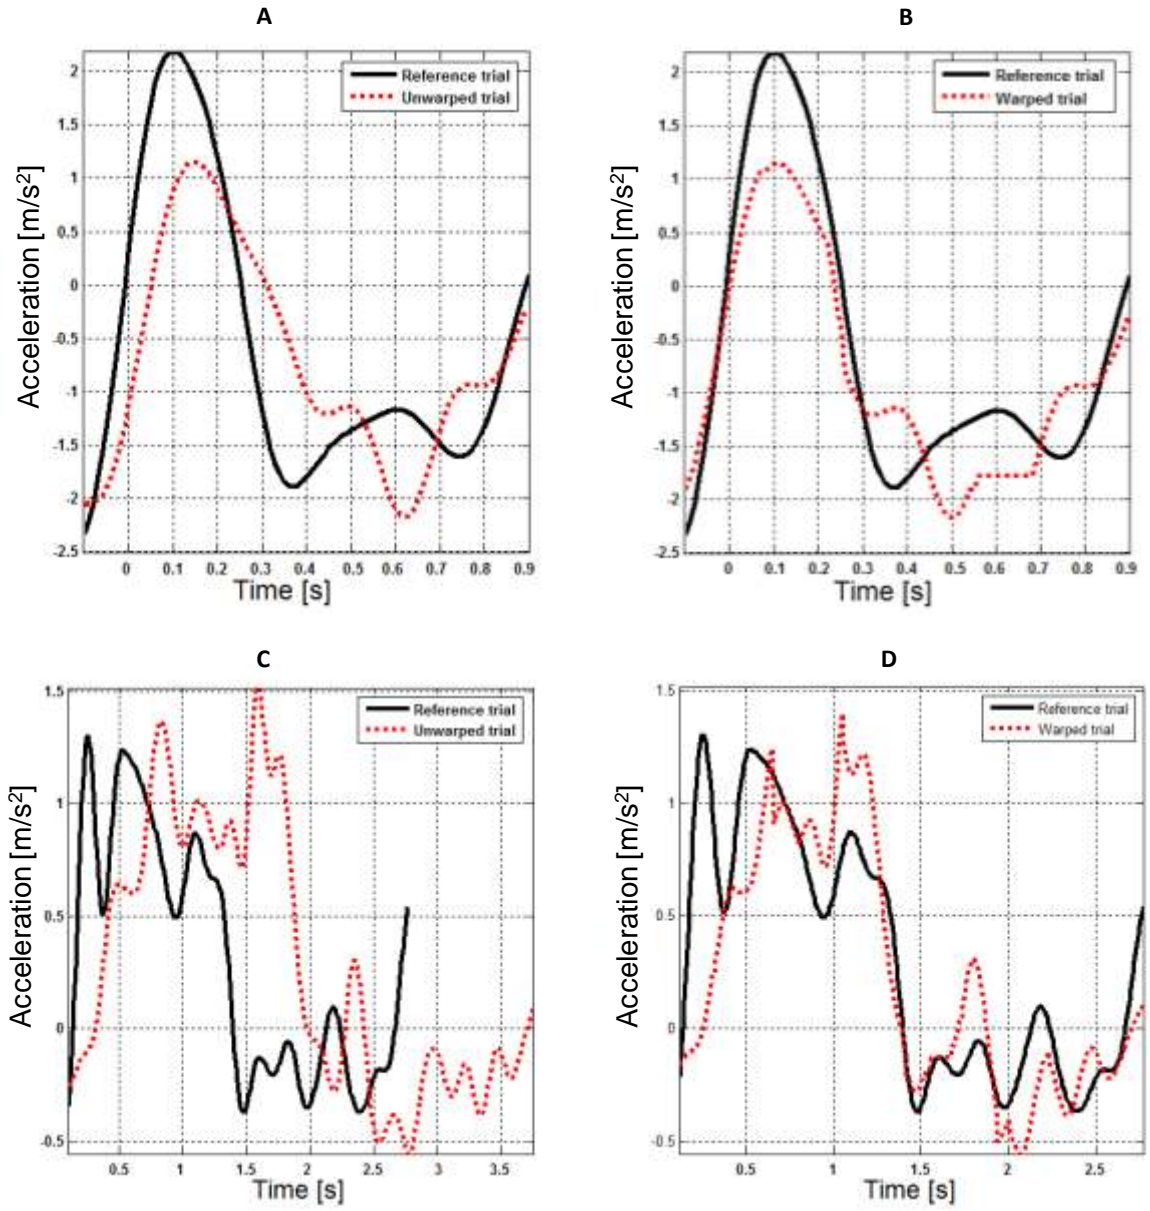 A
B
Acceleration [m/s²]
2
1.5
1
0.5
0
-0.5
-1
-1.5
-2
-2.5
Reference trial
Unwarped trial
0 0.1 0.2 0.3 0.4 0.5 0.6 0.7 0.8 0.9
Time [s]
Acceleration [m/s²]
2
1.5
1
0.5
0
-0.5
-1
-1.5
-2
-2.5
Reference trial
Warped trial
0 0.1 0.2 0.3 0.4 0.5 0.6 0.7 0.8 0.9
Time [s]
C
D
Acceleration [m/s²]
1.5
1
0.5
0
-0.5
Reference trial
Unwarped trial
0.5 1 1.5 2 2.5 3 3.5
Time [s]
Acceleration [m/s²]
1.5
1
0.5
0
-0.5
Reference trial
Warped trial
0.5 1 1.5 2 2.5
Time [s]